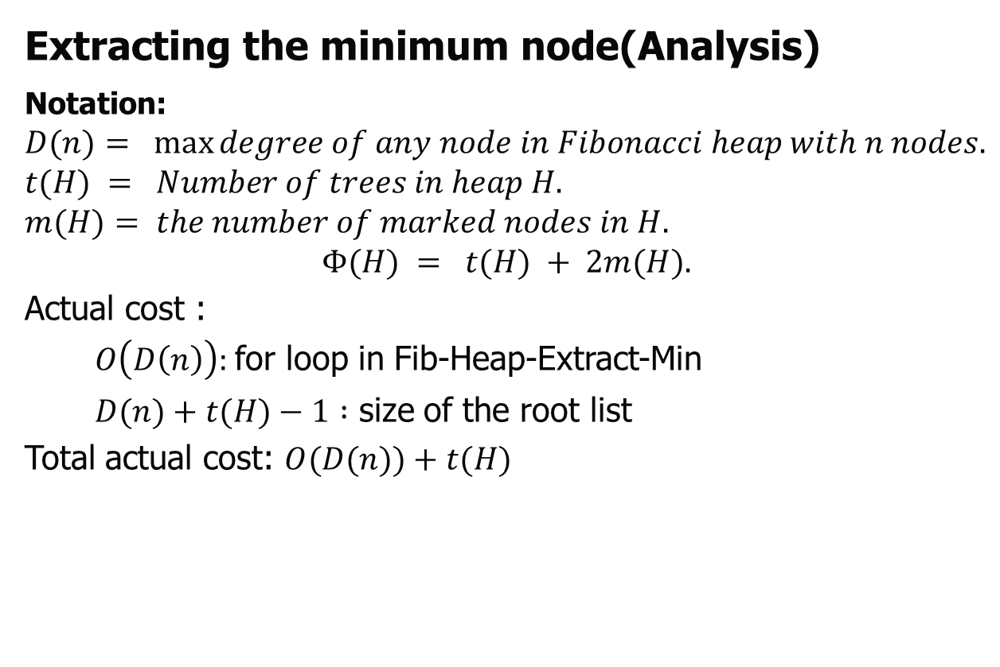 Extracting the minimum node(Analysis)
Notation:
D(n) = max degree of any node in Fibonacci heap with n nodes.
t(H) = Number of trees in heap H.
m(H) = the number of marked nodes in H.
Φ(H) = t(H) + 2m(H).
Actual cost :
O(D(n)): for loop in Fib-Heap-Extract-Min
D(n) + t(H) − 1 : size of the root list
Total actual cost: O(D(n)) + t(H)